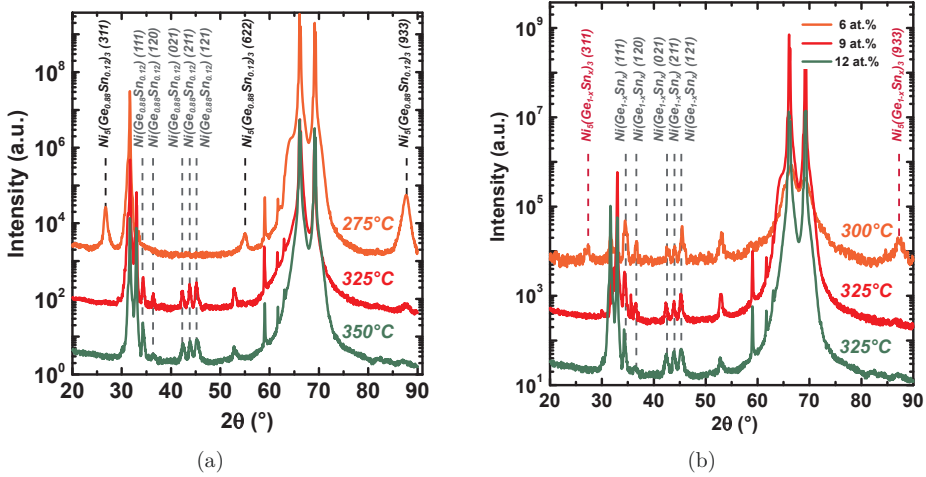 Ni5(Ge0.88Sn0.12)3 (311)
Ni(Ge0.88Sn0.12) (111)
Ni(Ge0.88Sn0.12) (120)
Ni(Ge0.88Sn0.12) (021)
Ni(Ge0.88Sn0.12) (211)
Ni(Ge0.88Sn0.12) (121)
Ni5(Ge0.88Sn0.12)3 (622)
Ni5(Ge0.88Sn0.12)3 (933)
10^8
10^6
10^4
10^2
10^0
Intensity (a.u.)
275°C
325°C
350°C
20 30 40 50 60 70 80 90
2θ (°)
(a)
6 at.%
9 at.%
12 at.%
Ni5(Ge1-xSnx)3 (311)
Ni(Ge1-xSnx) (111)
Ni(Ge1-xSnx) (120)
Ni(Ge1-xSnx) (021)
Ni(Ge1-xSnx) (211)
Ni(Ge1-xSnx) (121)
Ni5(Ge1-xSnx)3 (933)
10^9
10^7
10^5
10^3
10^1
Intensity (a.u.)
300°C
325°C
325°C
20 30 40 50 60 70 80 90
2θ (°)
(b)